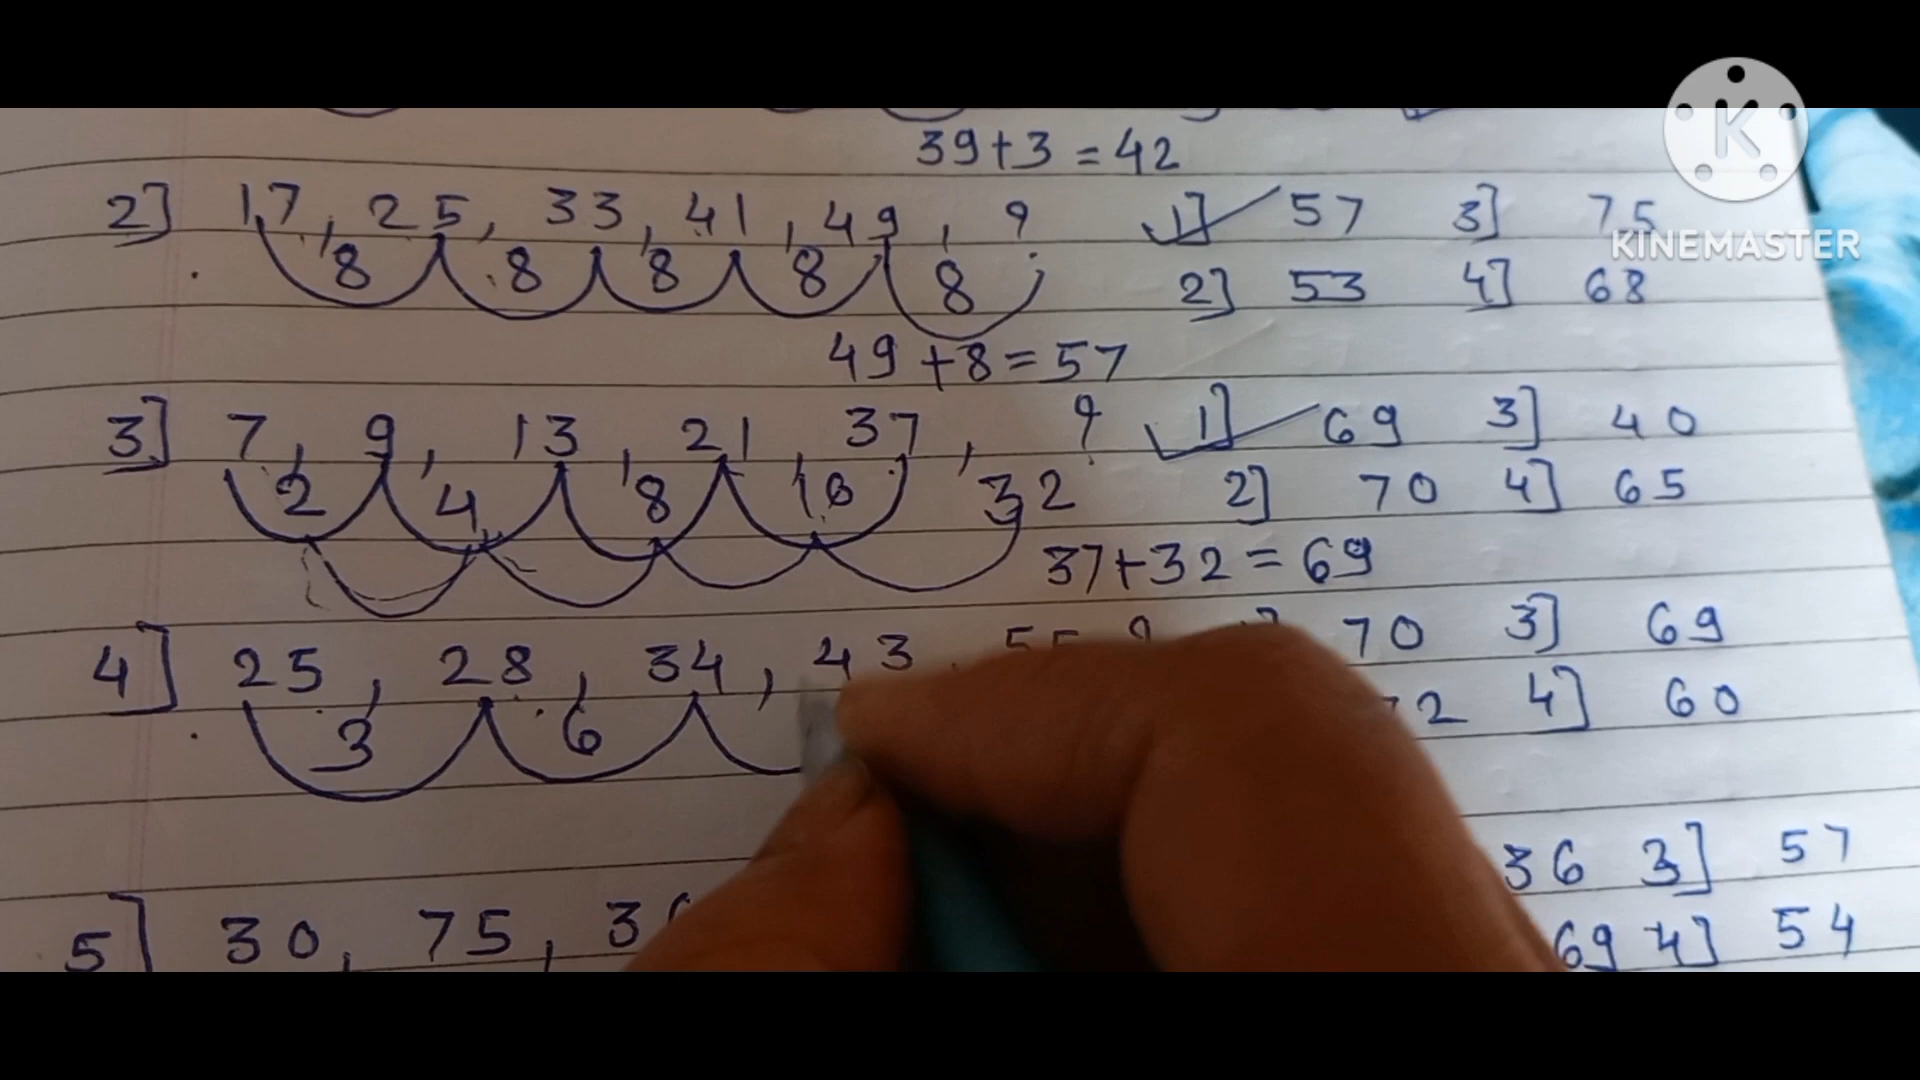 39+3=42
2] 17, 25, 33, 41, 49, ? 1] 57 3] 75
8 8 8 8 8 2] 53 4] 68
49+8=57
3] 7, 9, 13, 21, 37, ? 1] 69 3] 40
2 4 8 16 32 2] 70 4] 65
37+32=69
4] 25, 28, 34, 43, 55 ? 70 3] 69
3 6 72 4] 60
36 3] 57
5] 30, 75, 69 4] 54
K
KINEMASTER